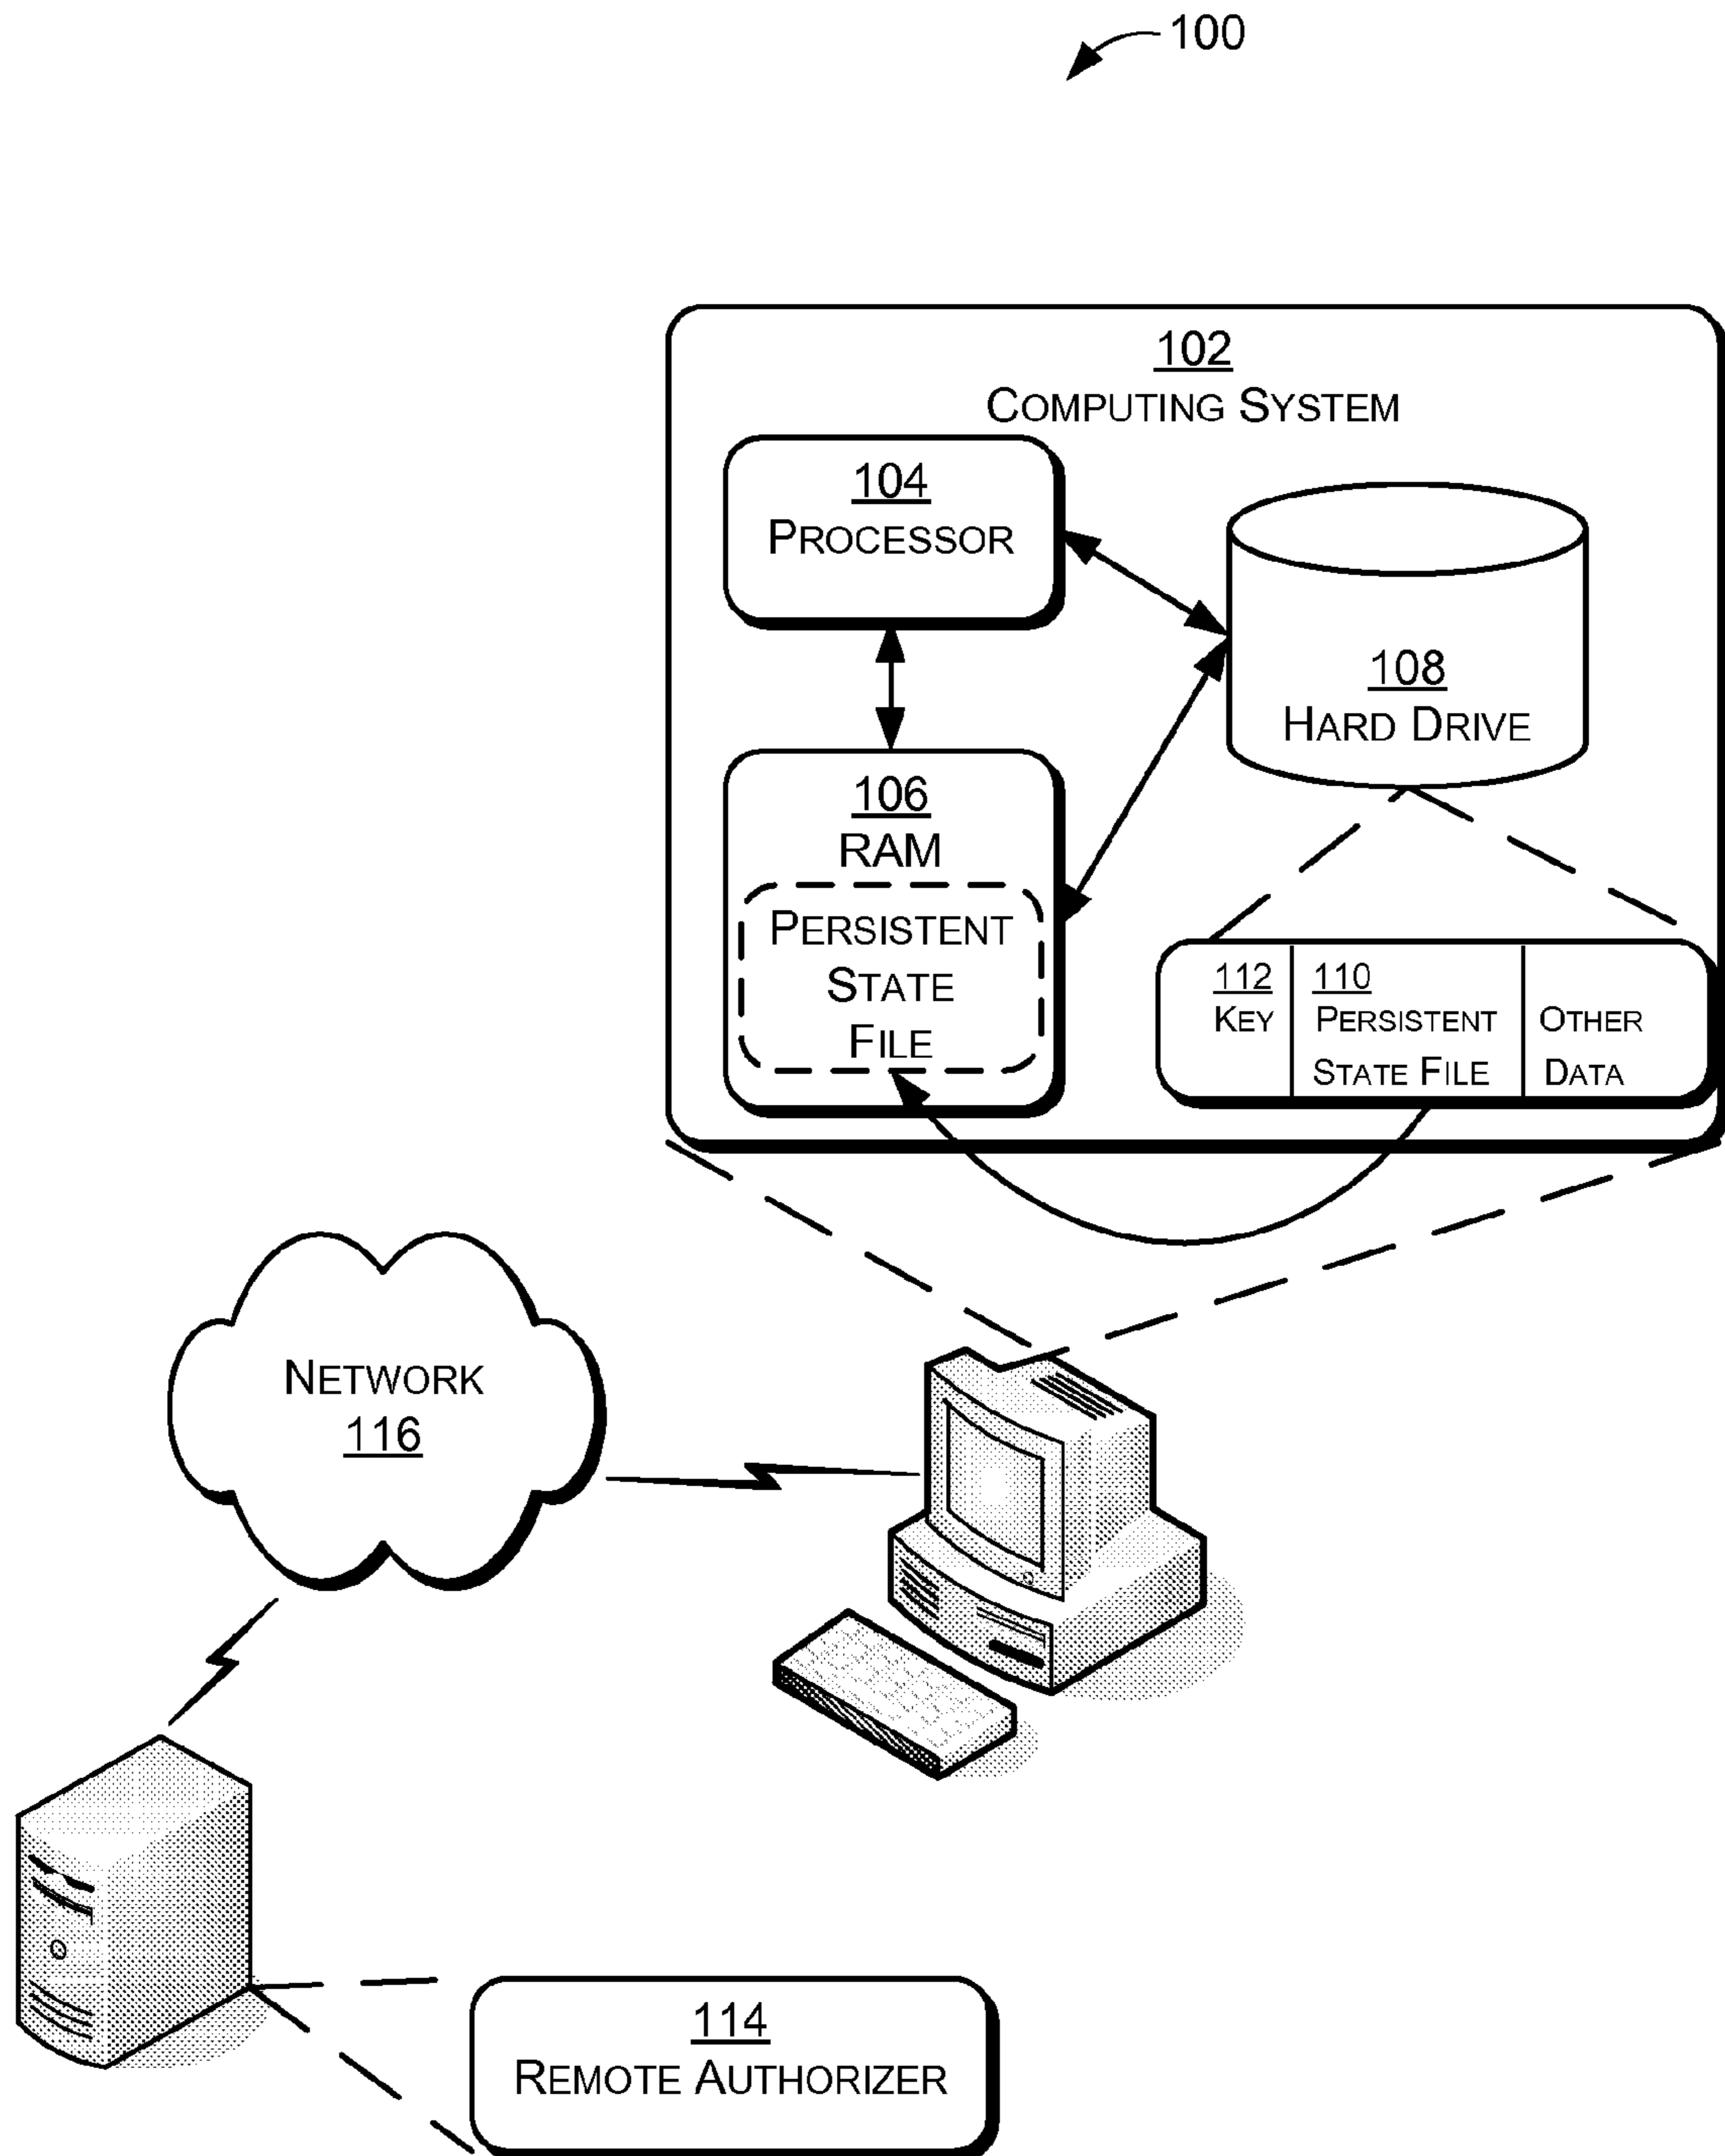 100
102
COMPUTING SYSTEM
104
PROCESSOR
108
HARD DRIVE
106
RAM
PERSISTENT
STATE
FILE
112
KEY
110
PERSISTENT
STATE FILE
OTHER
DATA
NETWORK
116
114
REMOTE AUTHORIZER